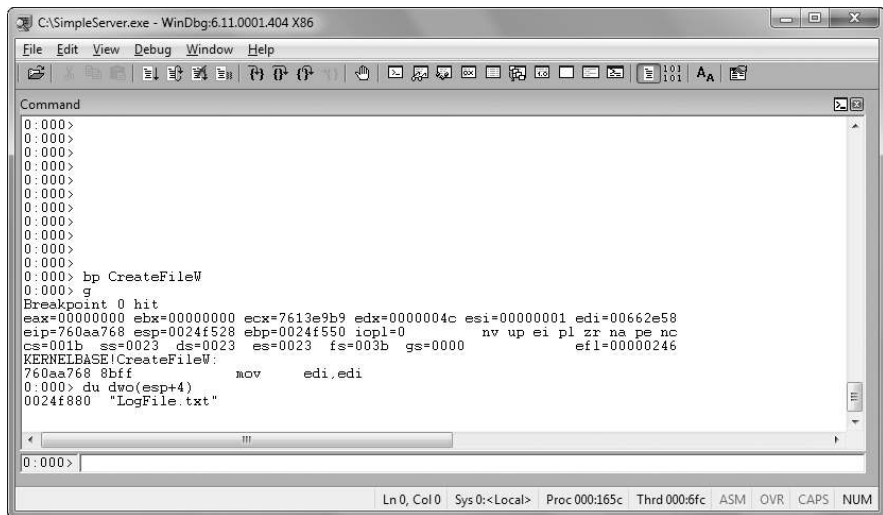 C:\SimpleServer.exe - WinDbg:6.11.0001.404 X86
File Edit View Debug Window Help
Command
0:000>
0:000>
0:000>
0:000>
0:000>
0:000>
0:000>
0:000>
0:000>
0:000>
0:000>
0:000> bp CreateFileW
0:000> g
Breakpoint 0 hit
eax=00000000 ebx=00000000 ecx=7613e9b9 edx=0000004c esi=00000001 edi=00662e58
eip=760aa768 esp=0024f528 ebp=0024f550 iopl=0 nv up ei pl zr na pe nc
cs=001b ss=0023 ds=0023 es=0023 fs=003b gs=0000 efl=00000246
KERNELBASE!CreateFileW:
760aa768 8bff mov edi,edi
0:000> du dwo(esp+4)
0024f880 "LogFile.txt"
0:000>
Ln 0, Col 0 Sys 0:<Local> Proc 000:165c Thrd 000:6fc ASM OVR CAPS NUM